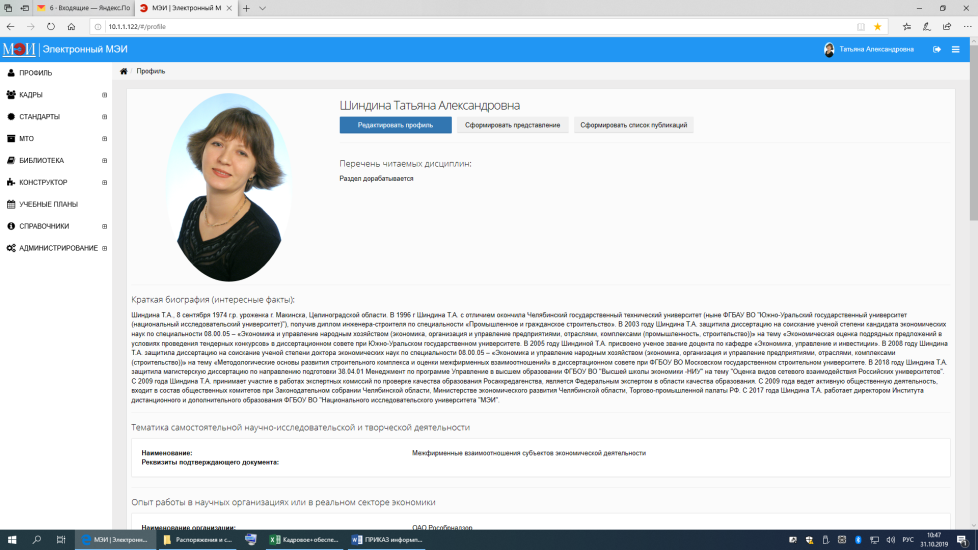 6 · Входящие — Яндекс.По
МЭИ | Электронный М
10.1.1.122/#/profile
МЭИ | Электронный МЭИ
Татьяна Александровна
ПРОФИЛЬ
КАДРЫ
СТАНДАРТЫ
МТО
БИБЛИОТЕКА
КОНСТРУКТОР
УЧЕБНЫЕ ПЛАНЫ
СПРАВОЧНИКИ
АДМИНИСТРИРОВАНИЕ
Профиль
Шиндина Татьяна Александровна
Редактировать профиль
Сформировать представление
Сформировать список публикаций
Перечень читаемых дисциплин:
Раздел дорабатывается
Краткая биография (интересные факты):
Шиндина Т.А., 8 сентября 1974 г.р. уроженка г. Макинска, Целиноградской области. В 1996 г Шиндина Т.А. с отличием окончила Челябинский государственный технический университет (ныне ФГБАУ ВО "Южно-Уральский государственный университет
(национальный исследовательский университет)"), получив диплом инженера-строителя по специальности «Промышленное и гражданское строительство». В 2003 году Шиндина Т.А. защитила диссертацию на соискание ученой степени кандидата экономических
наук по специальности 08.00.05 – «Экономика и управление народным хозяйством (экономика, организация и управление предприятиями, отраслями, комплексами (промышленность, строительство))» на тему «Экономическая оценка подрядных предложений в
условиях проведения тендерных конкурсов» в диссертационном совете при Южно-Уральском государственном университете. В 2005 году Шиндиной Т.А. присвоено ученое звание доцента по кафедре «Экономика, управление и инвестиции». В 2008 году Шиндина
Т.А. защитила диссертацию на соискание ученой степени доктора экономических наук по специальности 08.00.05 – «Экономика и управление народным хозяйством (экономика, организация и управление предприятиями, отраслями, комплексами
(строительство))» на тему «Методологические основы развития строительного комплекса и оценки межфирменных взаимоотношений» в диссертационном совете при ФГБОУ ВО Московском государственном строительном университете. В 2018 году Шиндина Т.А.
защитила магистерскую диссертацию по направлению подготовки 38.04.01 Менеджмент по программе Управление в высшем образовании ФГБОУ ВО "Высшей школы экономики -НИУ" на тему "Оценка видов сетевого взаимодействия Российских университетов".
С 2009 года Шиндина Т.А. принимает участие в работах экспертных комиссий по проверке качества образования Росаккредагенства, является Федеральным экспертом в области качества образования. С 2009 года ведет активную общественную деятельность,
входит в состав общественных комитетов при Законодательном собрании Челябинской области, Министерстве экономического развития Челябинской области, Торгово-промышленной палаты РФ. С 2017 года Шиндина Т.А. работает директором Института
дистанционного и дополнительного образования ФГБОУ ВО "Национального исследовательского университета "МЭИ".
Тематика самостоятельной научно-исследовательской и творческой деятельности
Наименование: Межфирменные взаимоотношения субъектов экономической деятельности
Реквизиты подтверждающего документа:
Опыт работы в научных организациях или в реальном секторе экономики
Наименование организации: ОАО Рособрнадзор
МЭИ | Электронн...
Распоряжения и с...
Кадровое+ обеспе...
ПРИКАЗ информ...
РУС
10:47
31.10.2019